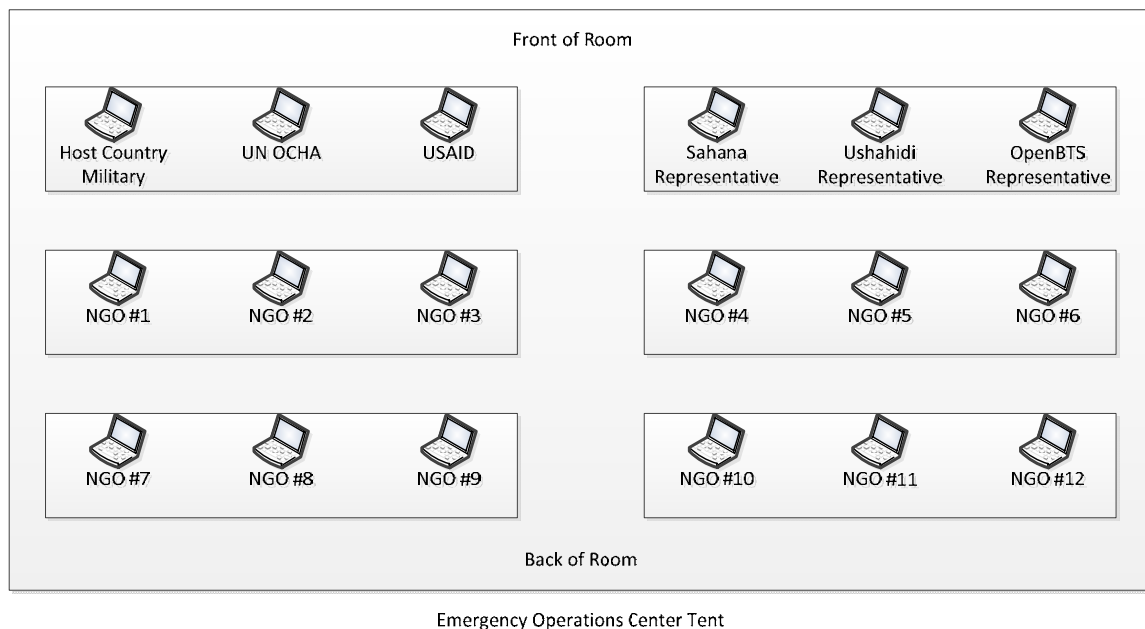 Front of Room
Host Country
Military
UN OCHA
USAID
Sahana
Representative
Ushahidi
Representative
OpenBTS
Representative
NGO #1
NGO #2
NGO #3
NGO #4
NGO #5
NGO #6
NGO #7
NGO #8
NGO #9
NGO #10
NGO #11
NGO #12
Back of Room
Emergency Operations Center Tent